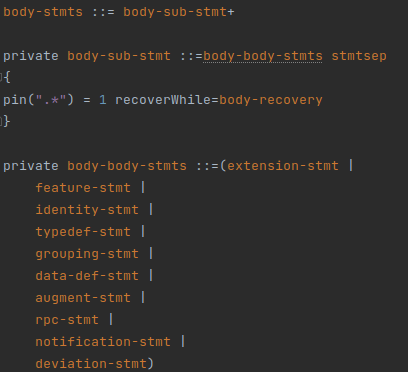 body-stmts ::= body-sub-stmt+
private body-sub-stmt ::=body-body-stmts stmtsep
{
pin(".*") = 1 recoverWhile=body-recovery
}
private body-body-stmts ::=(extension-stmt |
feature-stmt |
identity-stmt |
typedef-stmt |
grouping-stmt |
data-def-stmt |
augment-stmt |
rpc-stmt |
notification-stmt |
deviation-stmt)